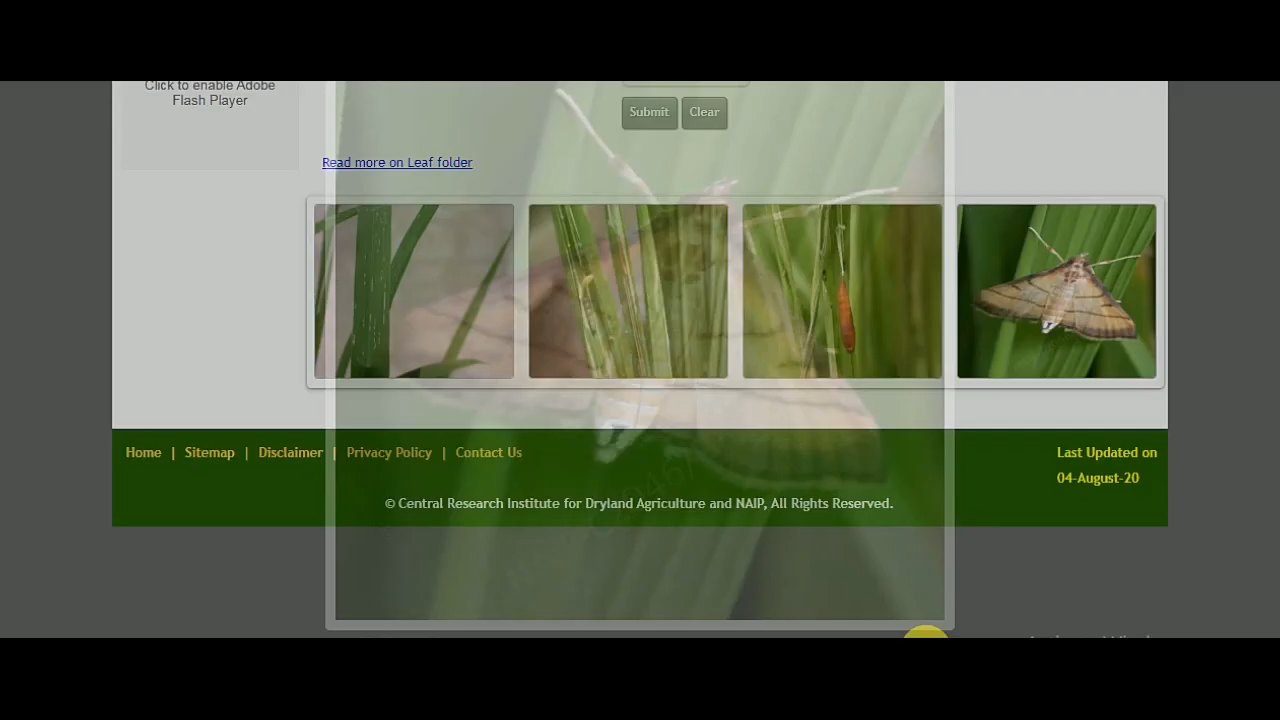 Click to enable Adobe
Flash Player
Submit Clear
Read more on Leaf folder
Home | Sitemap | Disclaimer | Privacy Policy | Contact Us
Last Updated on
04-August-20
© Central Research Institute for Dryland Agriculture and NAIP, All Rights Reserved.